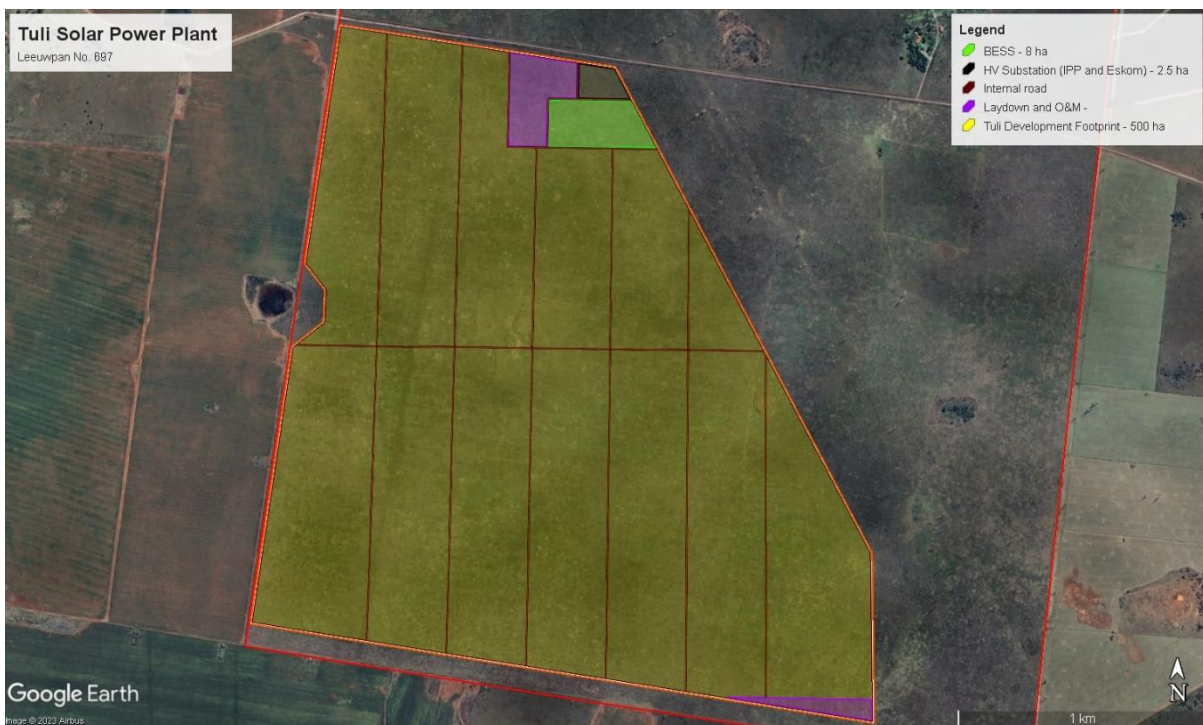 Tuli Solar Power Plant
Leeuwpan No. 697
Legend
BESS - 8 ha
HV Substation (IPP and Eskom) - 2.5 ha
Internal road
Laydown and O&M -
Tuli Development Footprint - 500 ha
N
1 km
Google Earth
Image © 2023 Airbus